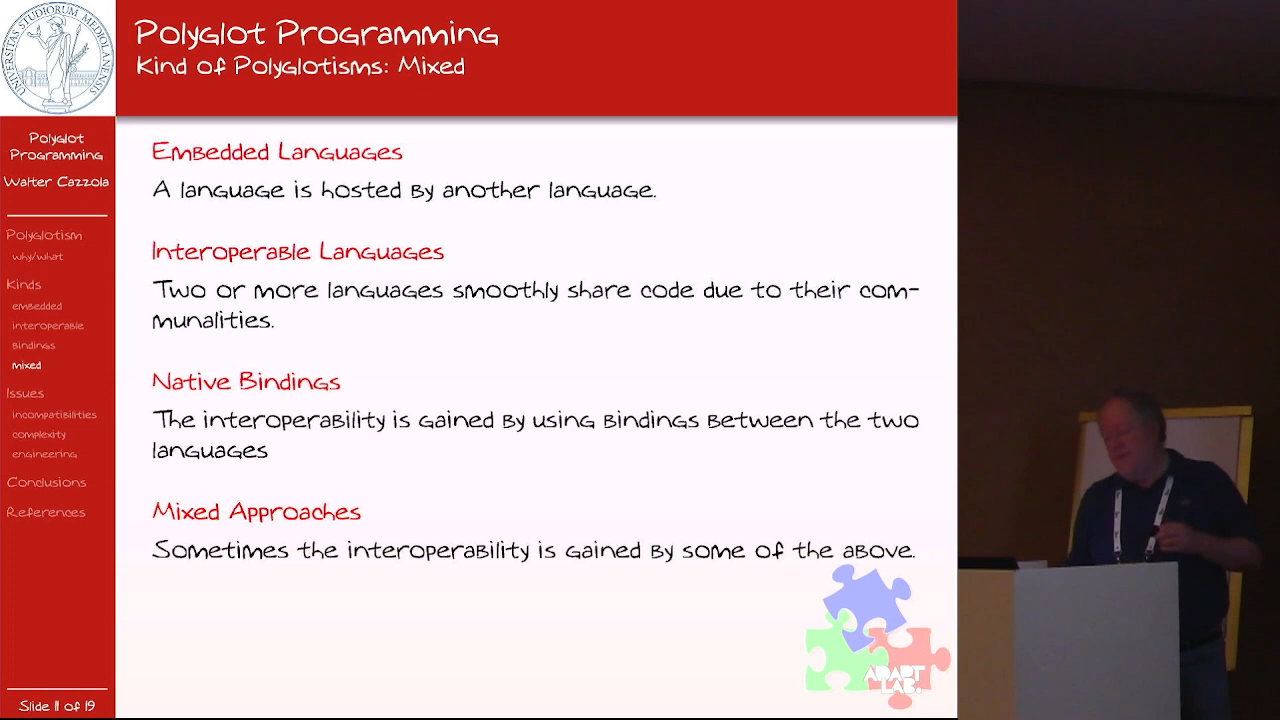 UNIVERSITAS STUDIORUM MEDIOLANENSIS
Polyglot Programming
Kind of Polyglotisms: Mixed
Polyglot
Programming
Walter Cazzola
Polyglotism
why/what
Kinds
embedded
interoperable
bindings
mixed
Issues
incompatibilities
complexity
engineering
Conclusions
References
Slide 11 of 19
Embedded Languages
A language is hosted by another language.
Interoperable Languages
Two or more languages smoothly share code due to their com-
munalities.
Native Bindings
The interoperability is gained by using bindings between the two
languages
Mixed Approaches
Sometimes the interoperability is gained by some of the above.
ADAPT
LAB.